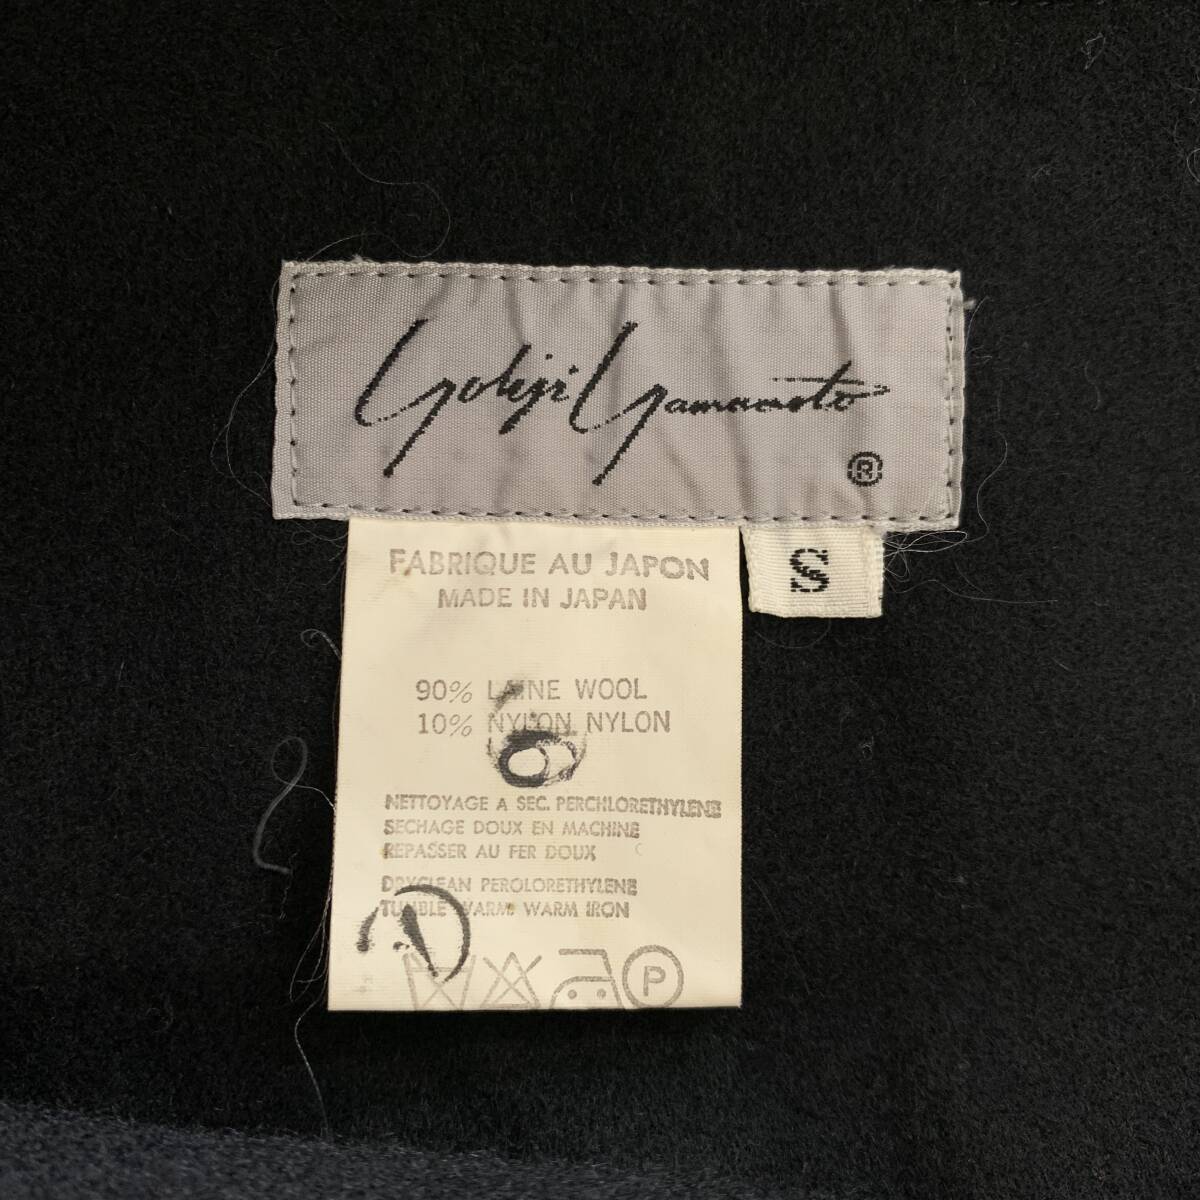 Yohji Yamamoto
®
S
FABRIQUE AU JAPON
MADE IN JAPAN
90% LAINE WOOL
10% NYLON NYLON
6
NETTOYAGE A SEC. PERCHLORETHYLENE
SECHAGE DOUX EN MACHINE
REPASSER AU FER DOUX
DRYCLEAN PEROLORETHYLENE
TUMBLE WARM. WARM IRON
D
P